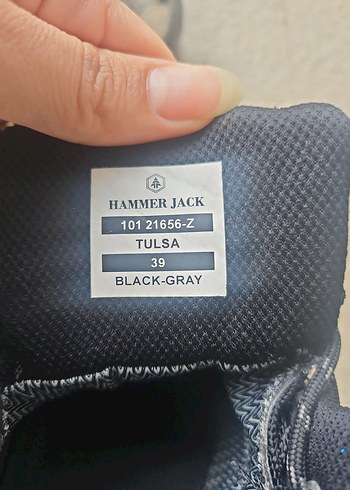 HAMMER JACK
101 21656-Z
TULSA
39
BLACK-GRAY